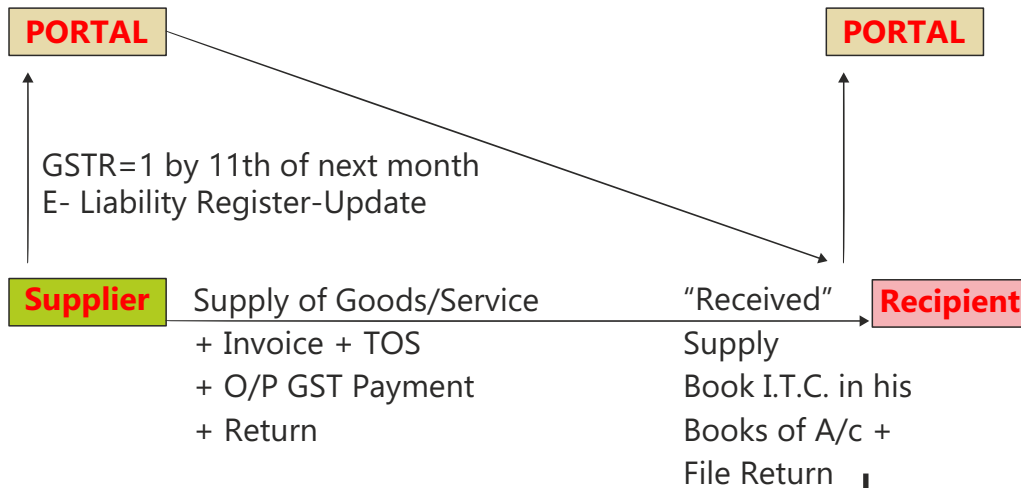 PORTAL
PORTAL
GSTR=1 by 11th of next month
E- Liability Register-Update
Supplier
Supply of Goods/Service
+ Invoice + TOS
+ O/P GST Payment
+ Return
“Received”
Supply
Book I.T.C. in his
Books of A/c +
File Return
Recipient